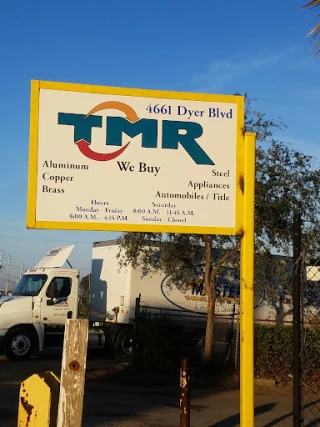 4661 Dyer Blvd
TMR
We Buy
Aluminum
Copper
Brass
Steel
Appliances
Automobiles / Title
Hours
Monday - Friday
8:00 A.M. - 4:15 P.M.
Saturday
8:00 A.M. - 11:45 A.M.
Sunday - Closed